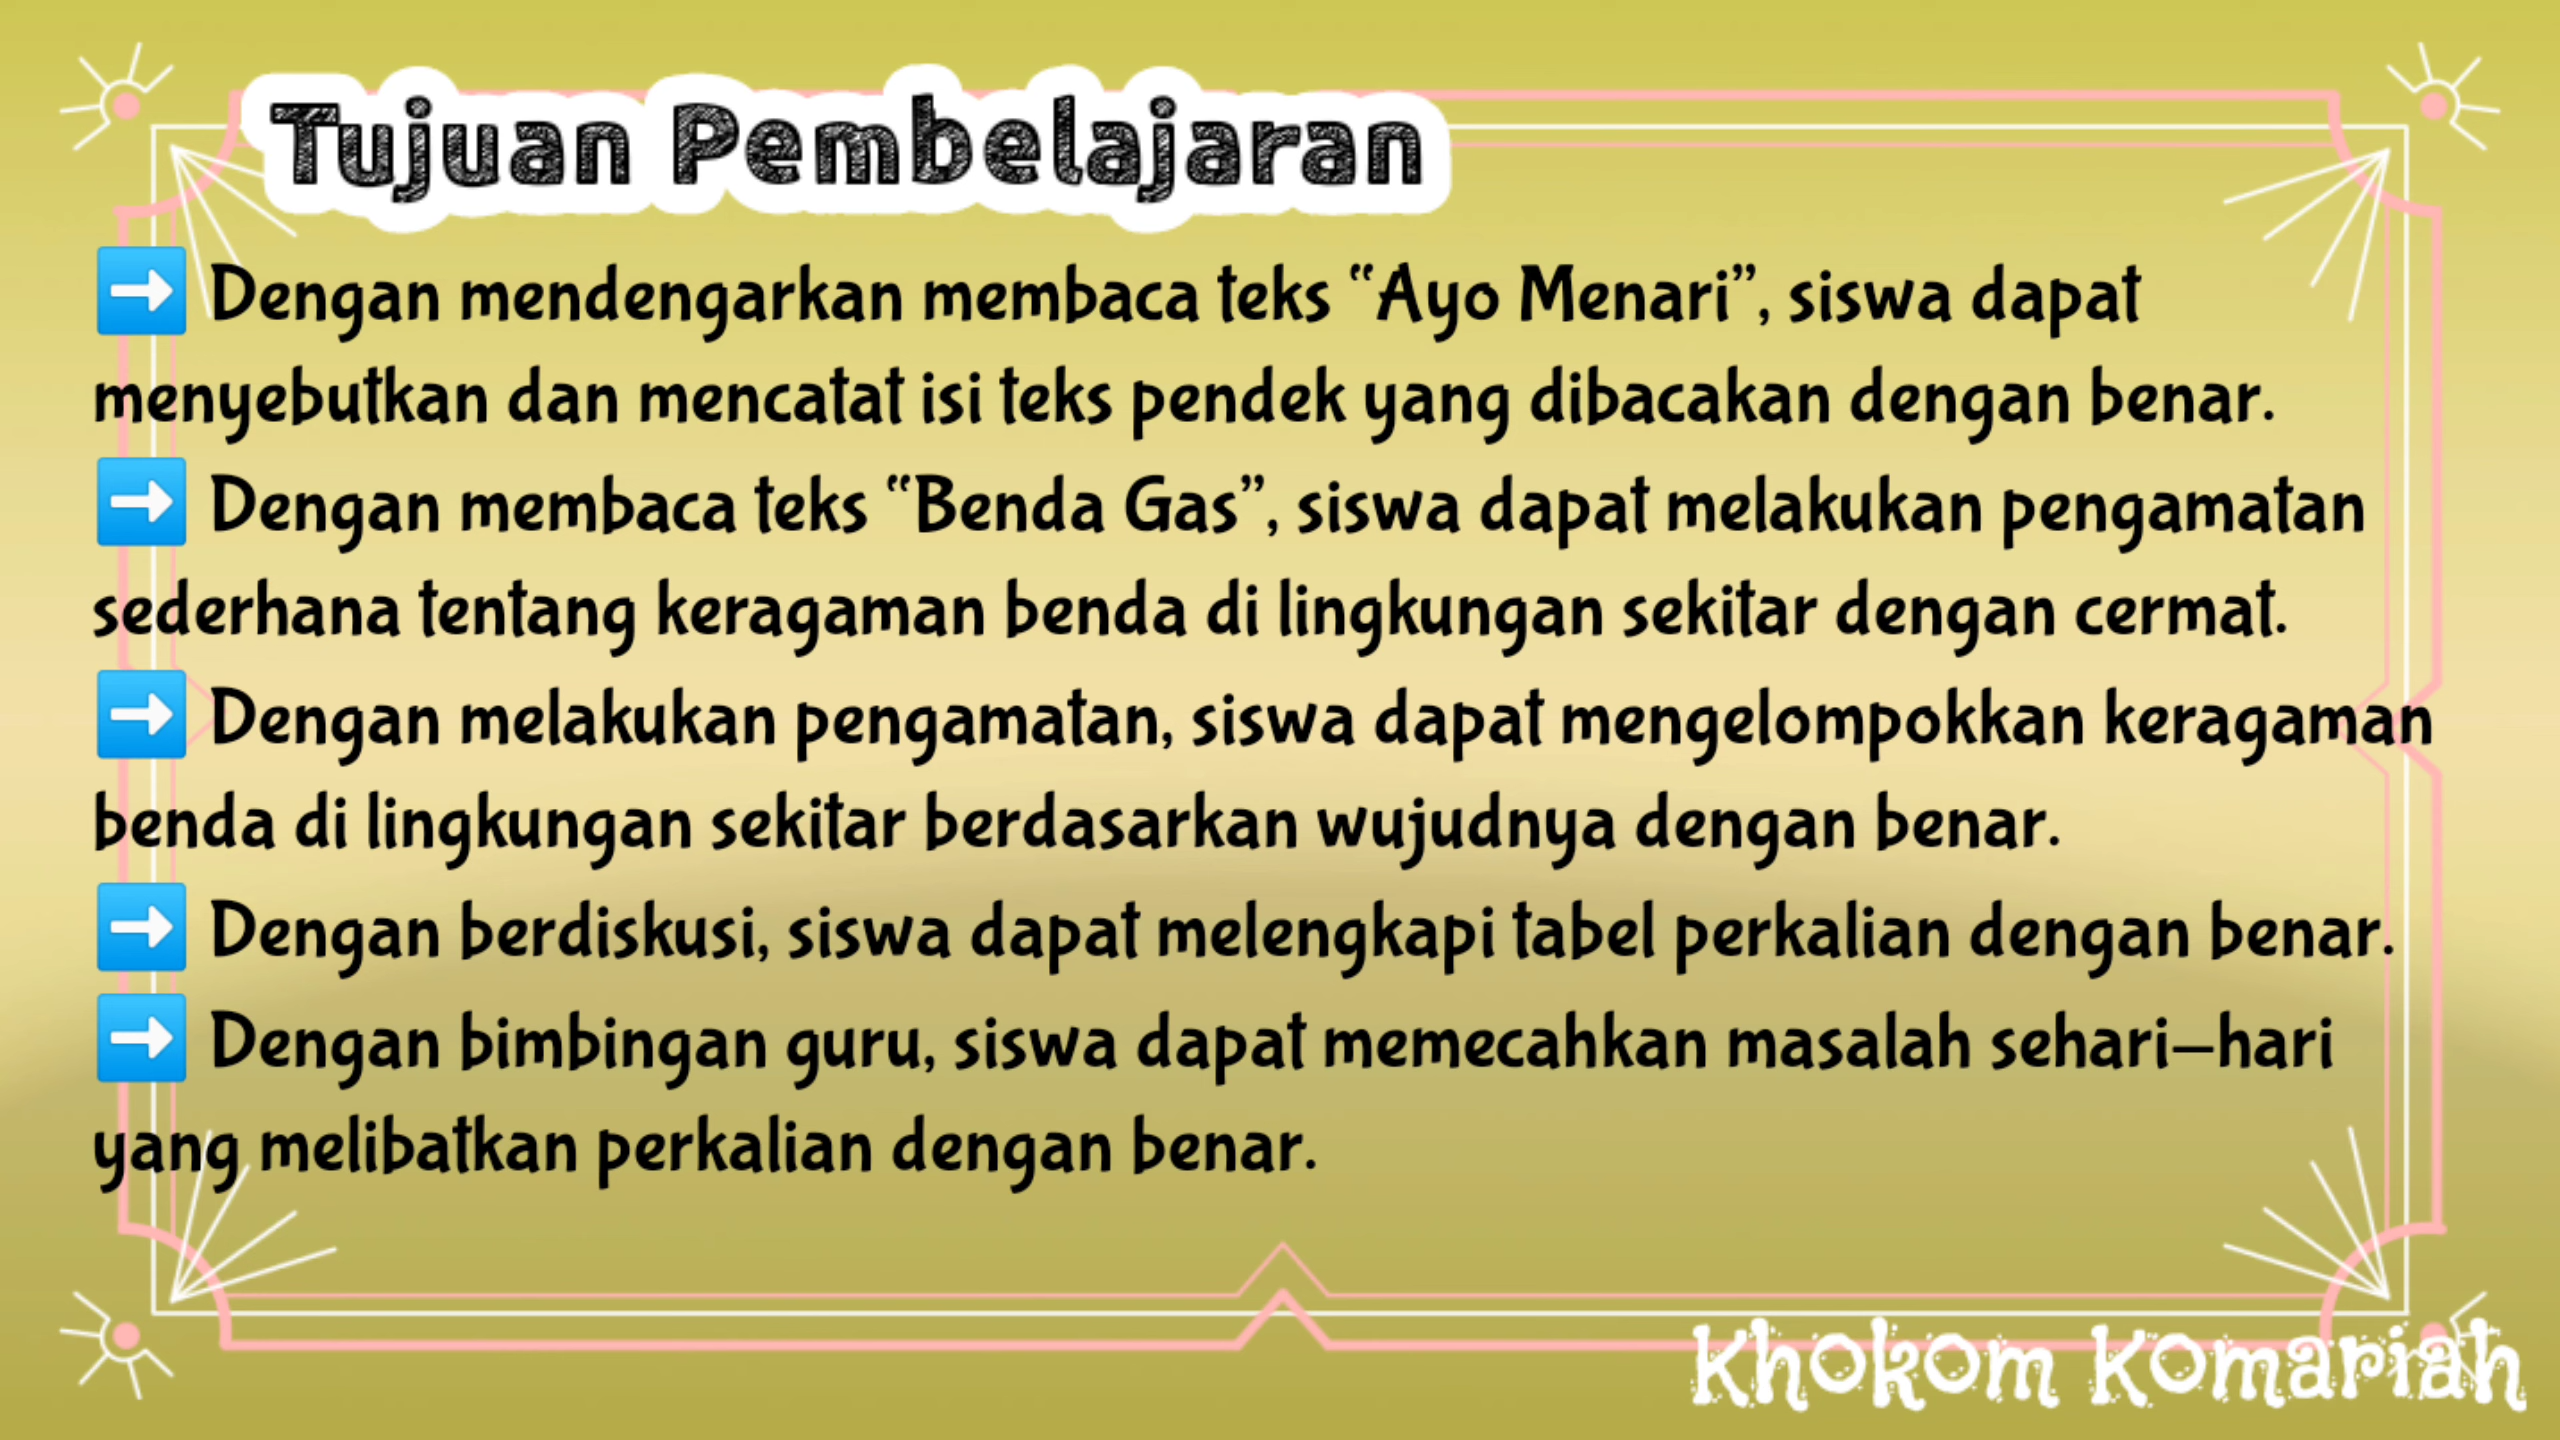 Tujuan Pembelajaran
➡ Dengan mendengarkan membaca teks “Ayo Menari”, siswa dapat
menyebutkan dan mencatat isi teks pendek yang dibacakan dengan benar.
➡ Dengan membaca teks “Benda Gas”, siswa dapat melakukan pengamatan
sederhana tentang keragaman benda di lingkungan sekitar dengan cermat.
➡ Dengan melakukan pengamatan, siswa dapat mengelompokkan keragaman
benda di lingkungan sekitar berdasarkan wujudnya dengan benar.
➡ Dengan berdiskusi, siswa dapat melengkapi tabel perkalian dengan benar.
➡ Dengan bimbingan guru, siswa dapat memecahkan masalah sehari–hari
yang melibatkan perkalian dengan benar.
Khokom Komariah